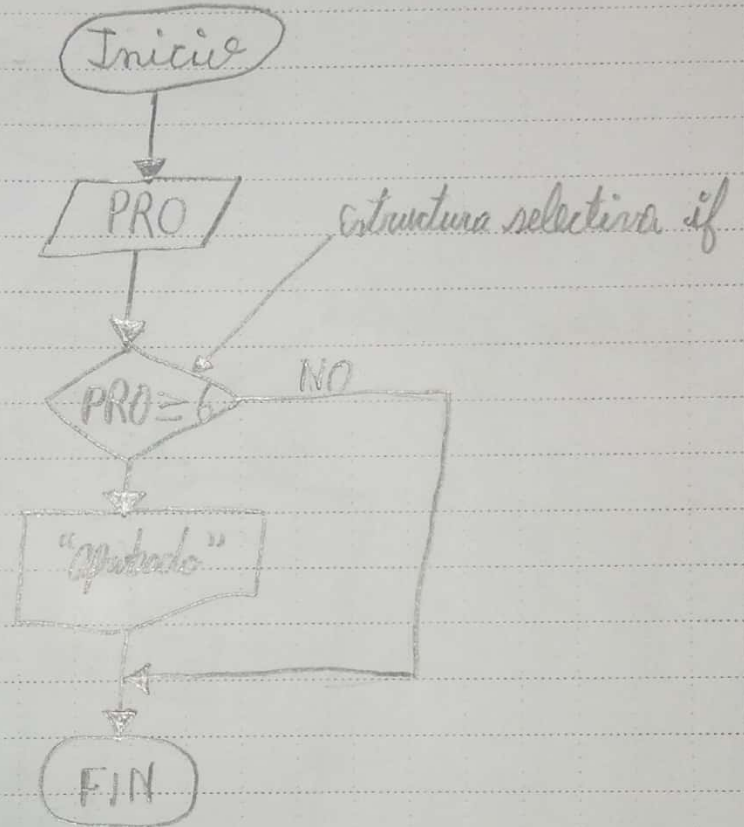 Inicio
PRO
estructura selectiva if
PRO ≥ 6
NO
"aprobado"
FIN